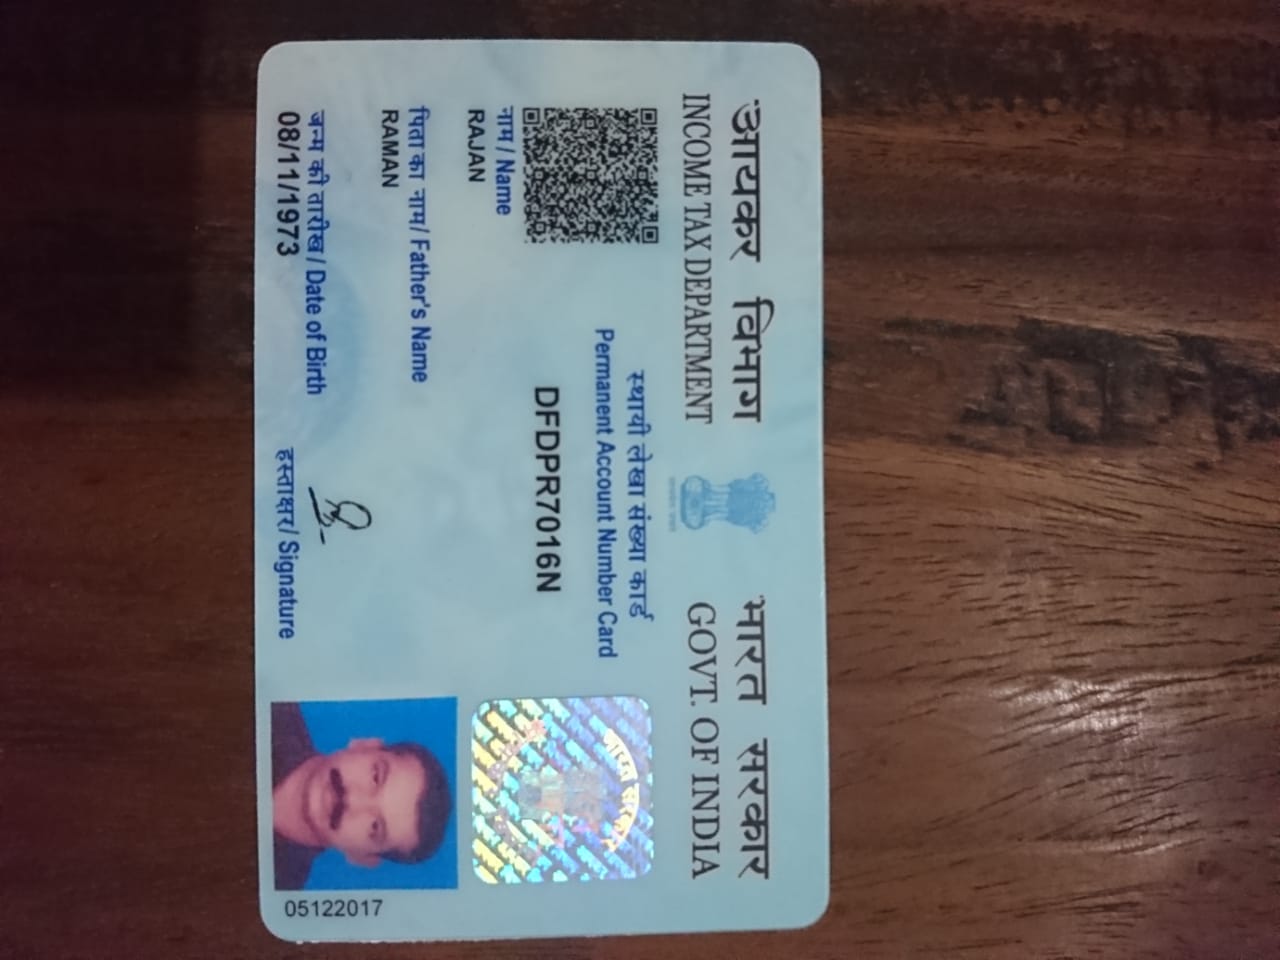 आयकर विभाग
INCOME TAX DEPARTMENT
भारत सरकार
GOVT. OF INDIA
स्थायी लेखा संख्या कार्ड
Permanent Account Number Card
DFDPR7016N
नाम / Name
RAJAN
पिता का नाम / Father's Name
RAMAN
जन्म की तारीख / Date of Birth
08/11/1973
हस्ताक्षर / Signature
05122017